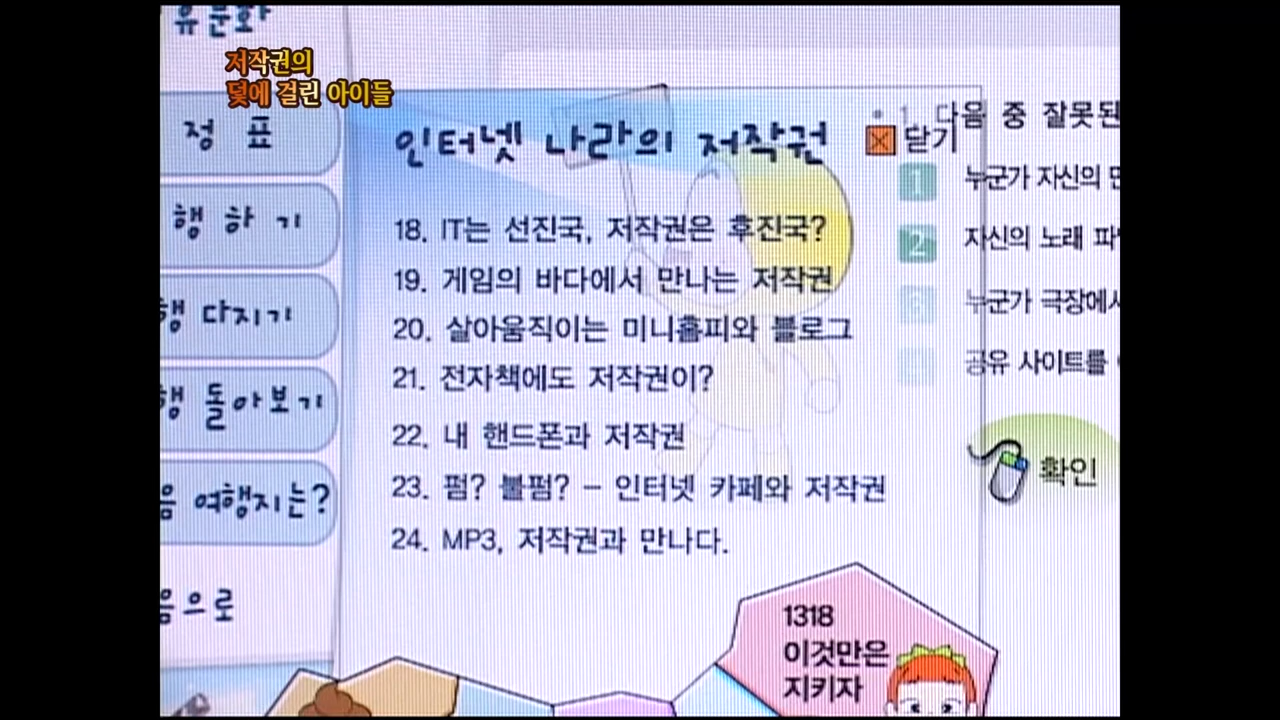 유문화
저작권의
덫에 걸린 아이들
정 표
행 하 기
행 다지기
행 돌아보기
음 여행지는?
음으로
인터넷 나라의 저작권
닫기
18. IT는 선진국, 저작권은 후진국?
19. 게임의 바다에서 만나는 저작권
20. 살아움직이는 미니홈피와 블로그
21. 전자책에도 저작권이?
22. 내 핸드폰과 저작권
23. 펌? 불펌? - 인터넷 카페와 저작권
24. MP3, 저작권과 만나다.
1. 다음 중 잘못된
1 누군가 자신의
2 자신의 노래
누군가 극장에서
공유 사이트를
확인
1318
이것만은
지키자